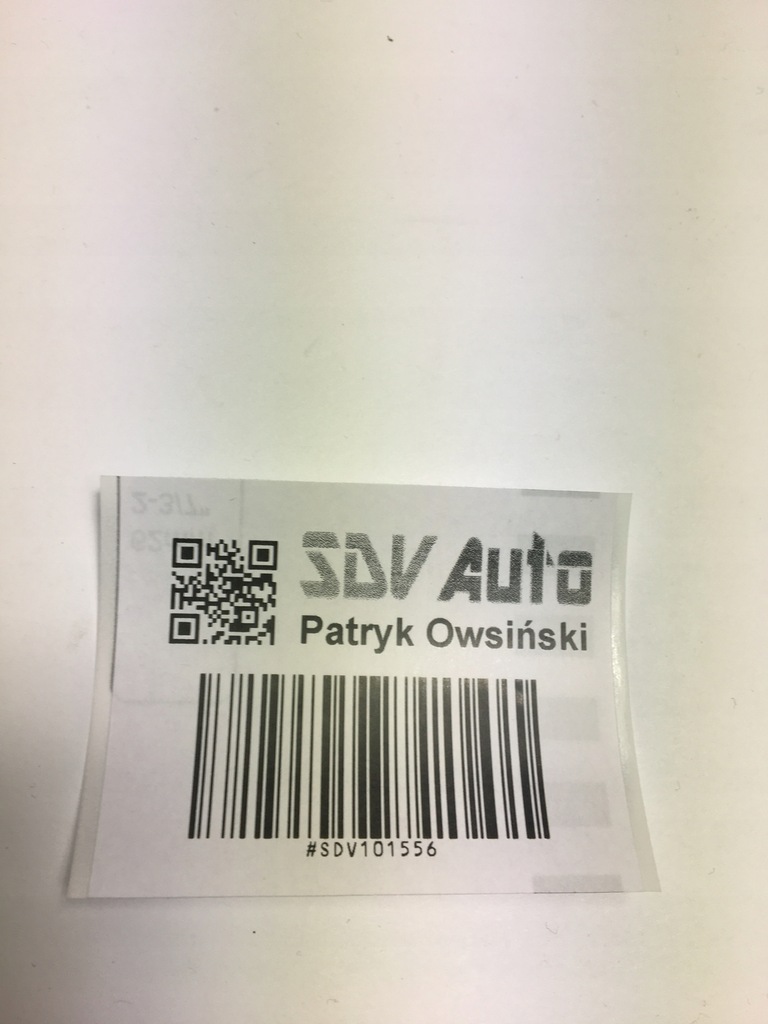 SDV Auto
Patryk Owsiński
#SDV101556